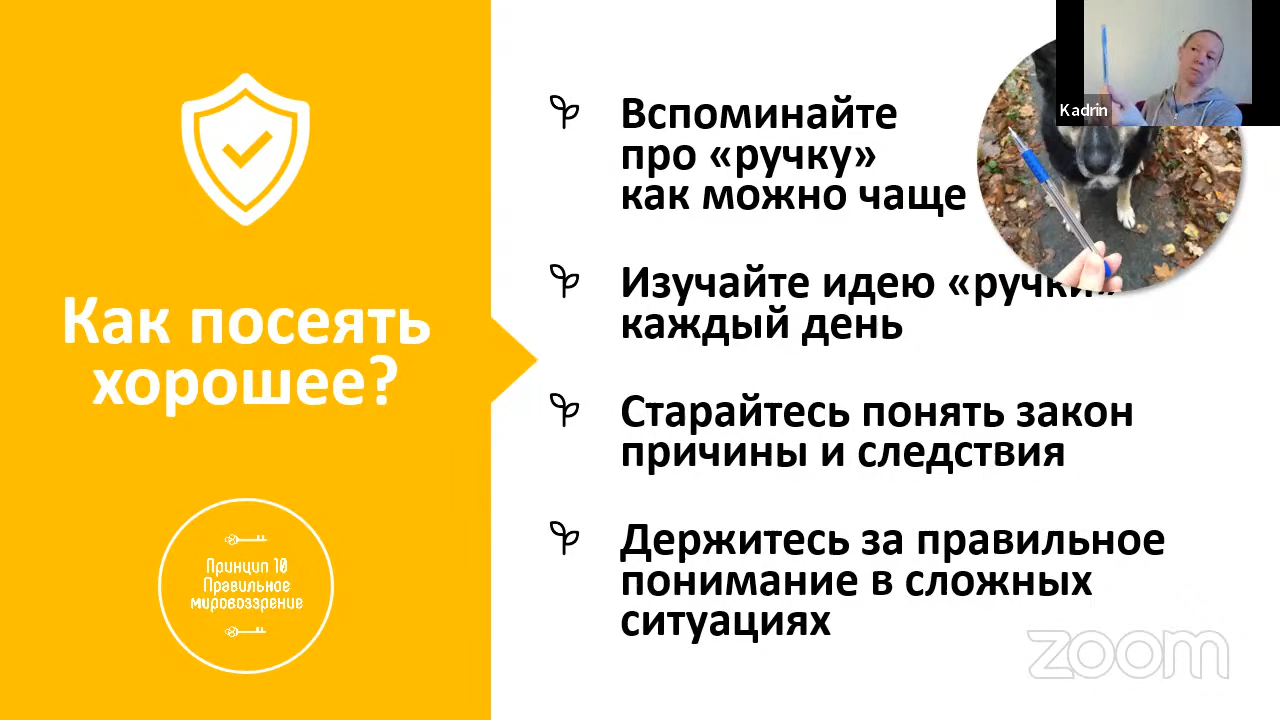 Как посеять
хорошее?
Принцип 10
Правильное
мировоззрение
Вспоминайте
про «ручку»
как можно чаще
Изучайте идею «ручки»
каждый день
Старайтесь понять закон
причины и следствия
Держитесь за правильное
понимание в сложных
ситуациях
Kadrin
zoom